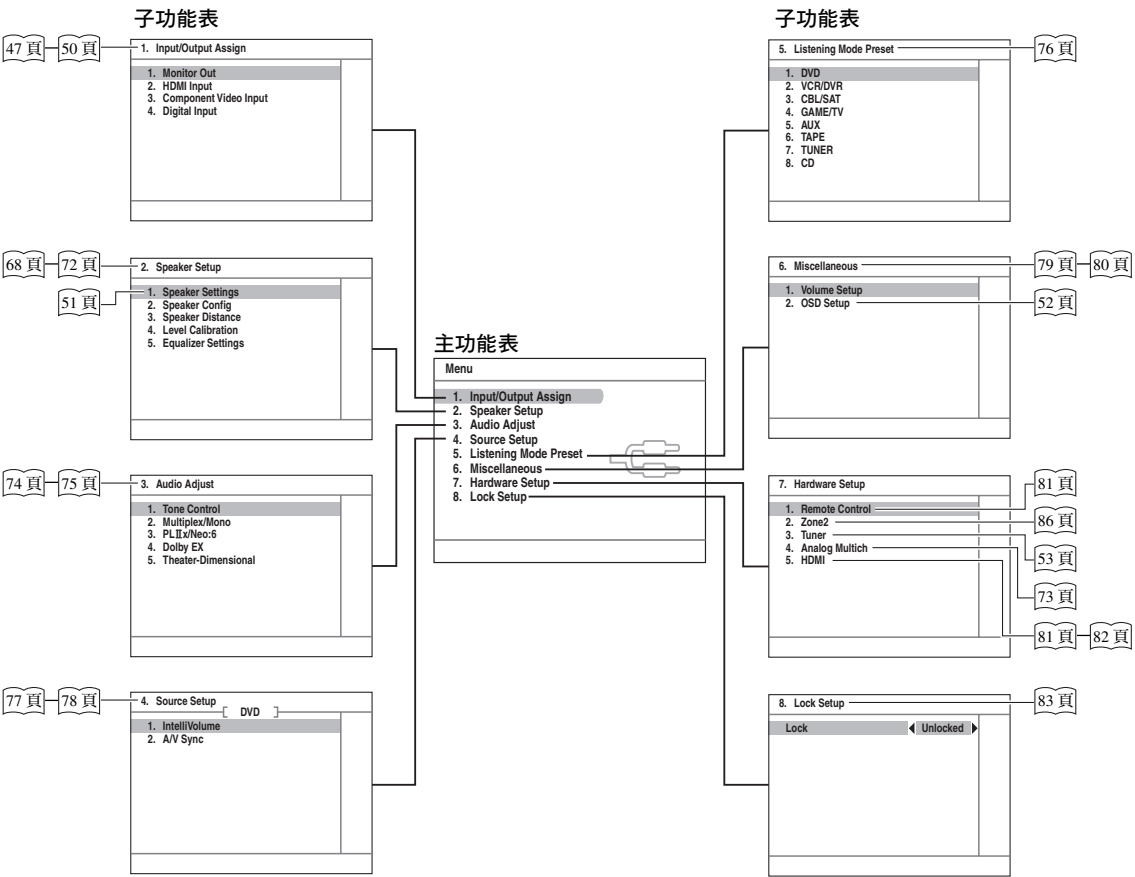 子功能表
47 頁 50 頁
1. Input/Output Assign
1. Monitor Out
2. HDMI Input
3. Component Video Input
4. Digital Input
68 頁 72 頁
2. Speaker Setup
51 頁
1. Speaker Settings
2. Speaker Config
3. Speaker Distance
4. Level Calibration
5. Equalizer Settings
74 頁 75 頁
3. Audio Adjust
1. Tone Control
2. Multiplex/Mono
3. PLⅡx/Neo:6
4. Dolby EX
5. Theater-Dimensional
77 頁 78 頁
4. Source Setup
DVD
1. IntelliVolume
2. A/V Sync
主功能表
Menu
1. Input/Output Assign
2. Speaker Setup
3. Audio Adjust
4. Source Setup
5. Listening Mode Preset
6. Miscellaneous
7. Hardware Setup
8. Lock Setup
子功能表
5. Listening Mode Preset
76 頁
1. DVD
2. VCR/DVR
3. CBL/SAT
4. GAME/TV
5. AUX
6. TAPE
7. TUNER
8. CD
6. Miscellaneous
79 頁 80 頁
1. Volume Setup
2. OSD Setup
52 頁
7. Hardware Setup
1. Remote Control
81 頁
2. Zone2
86 頁
3. Tuner
53 頁
4. Analog Multich
73 頁
5. HDMI
81 頁 82 頁
8. Lock Setup
83 頁
Lock Unlocked